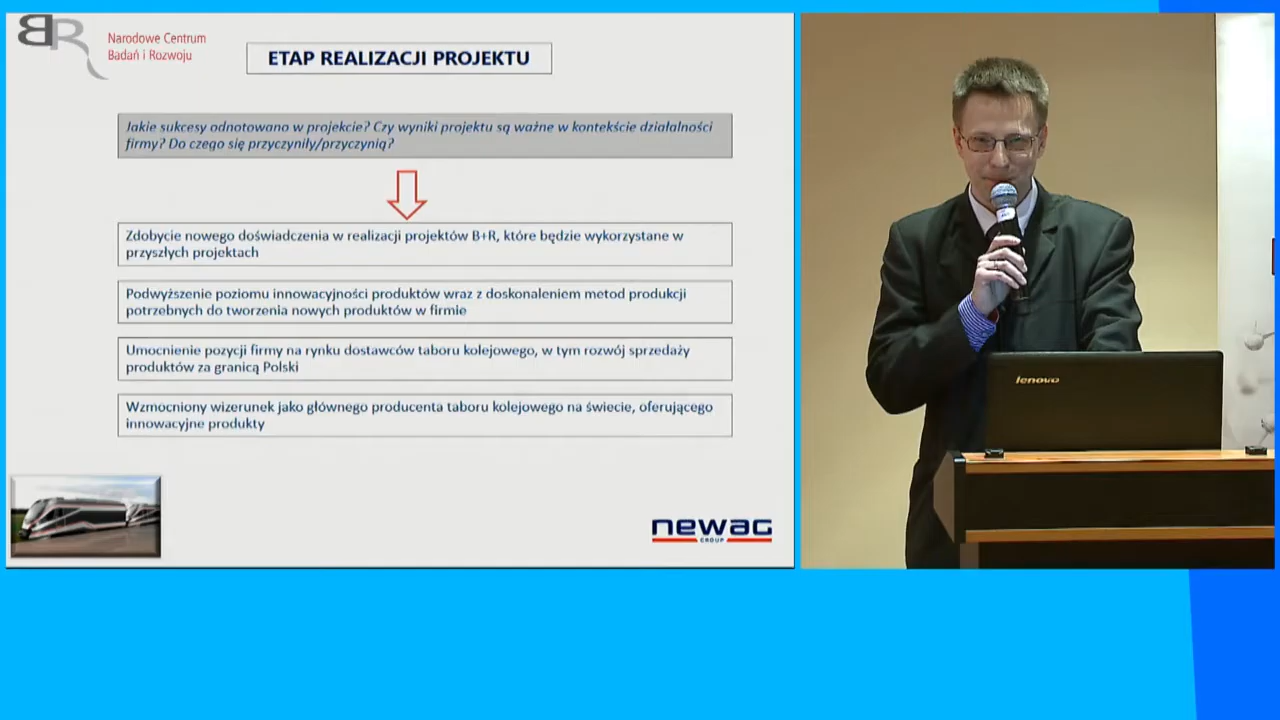 BR
Narodowe Centrum
Badań i Rozwoju
ETAP REALIZACJI PROJEKTU
Jakie sukcesy odnotowano w projekcie? Czy wyniki projektu są ważne w kontekście działalności
firmy? Do czego się przyczyniły/przyczynią?
Zdobycie nowego doświadczenia w realizacji projektów B+R, które będzie wykorzystane w
przyszłych projektach
Podwyższenie poziomu innowacyjności produktów wraz z doskonaleniem metod produkcji
potrzebnych do tworzenia nowych produktów w firmie
Umocnienie pozycji firmy na rynku dostawców taboru kolejowego, w tym rozwój sprzedaży
produktów za granicą Polski
Wzmocniony wizerunek jako głównego producenta taboru kolejowego na świecie, oferującego
innowacyjne produkty
newag
GROUP
lenovo